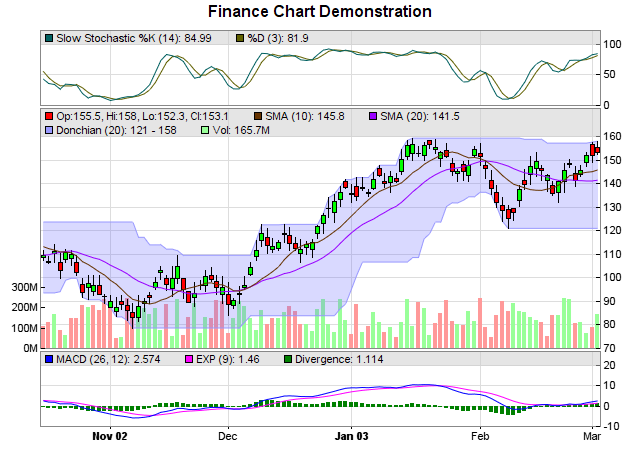 Finance Chart Demonstration
Slow Stochastic %K (14): 84.99 %D (3): 81.9
100
50
0
Op:155.5, Hi:158, Lo:152.3, Cl:153.1 SMA (10): 145.8 SMA (20): 141.5
Donchian (20): 121 - 158 Vol: 165.7M
160
150
140
130
120
110
100
90
80
70
300M
200M
100M
0M
MACD (26, 12): 2.574 EXP (9): 1.46 Divergence: 1.114
20
10
0
-10
Nov 02 Dec Jan 03 Feb Mar